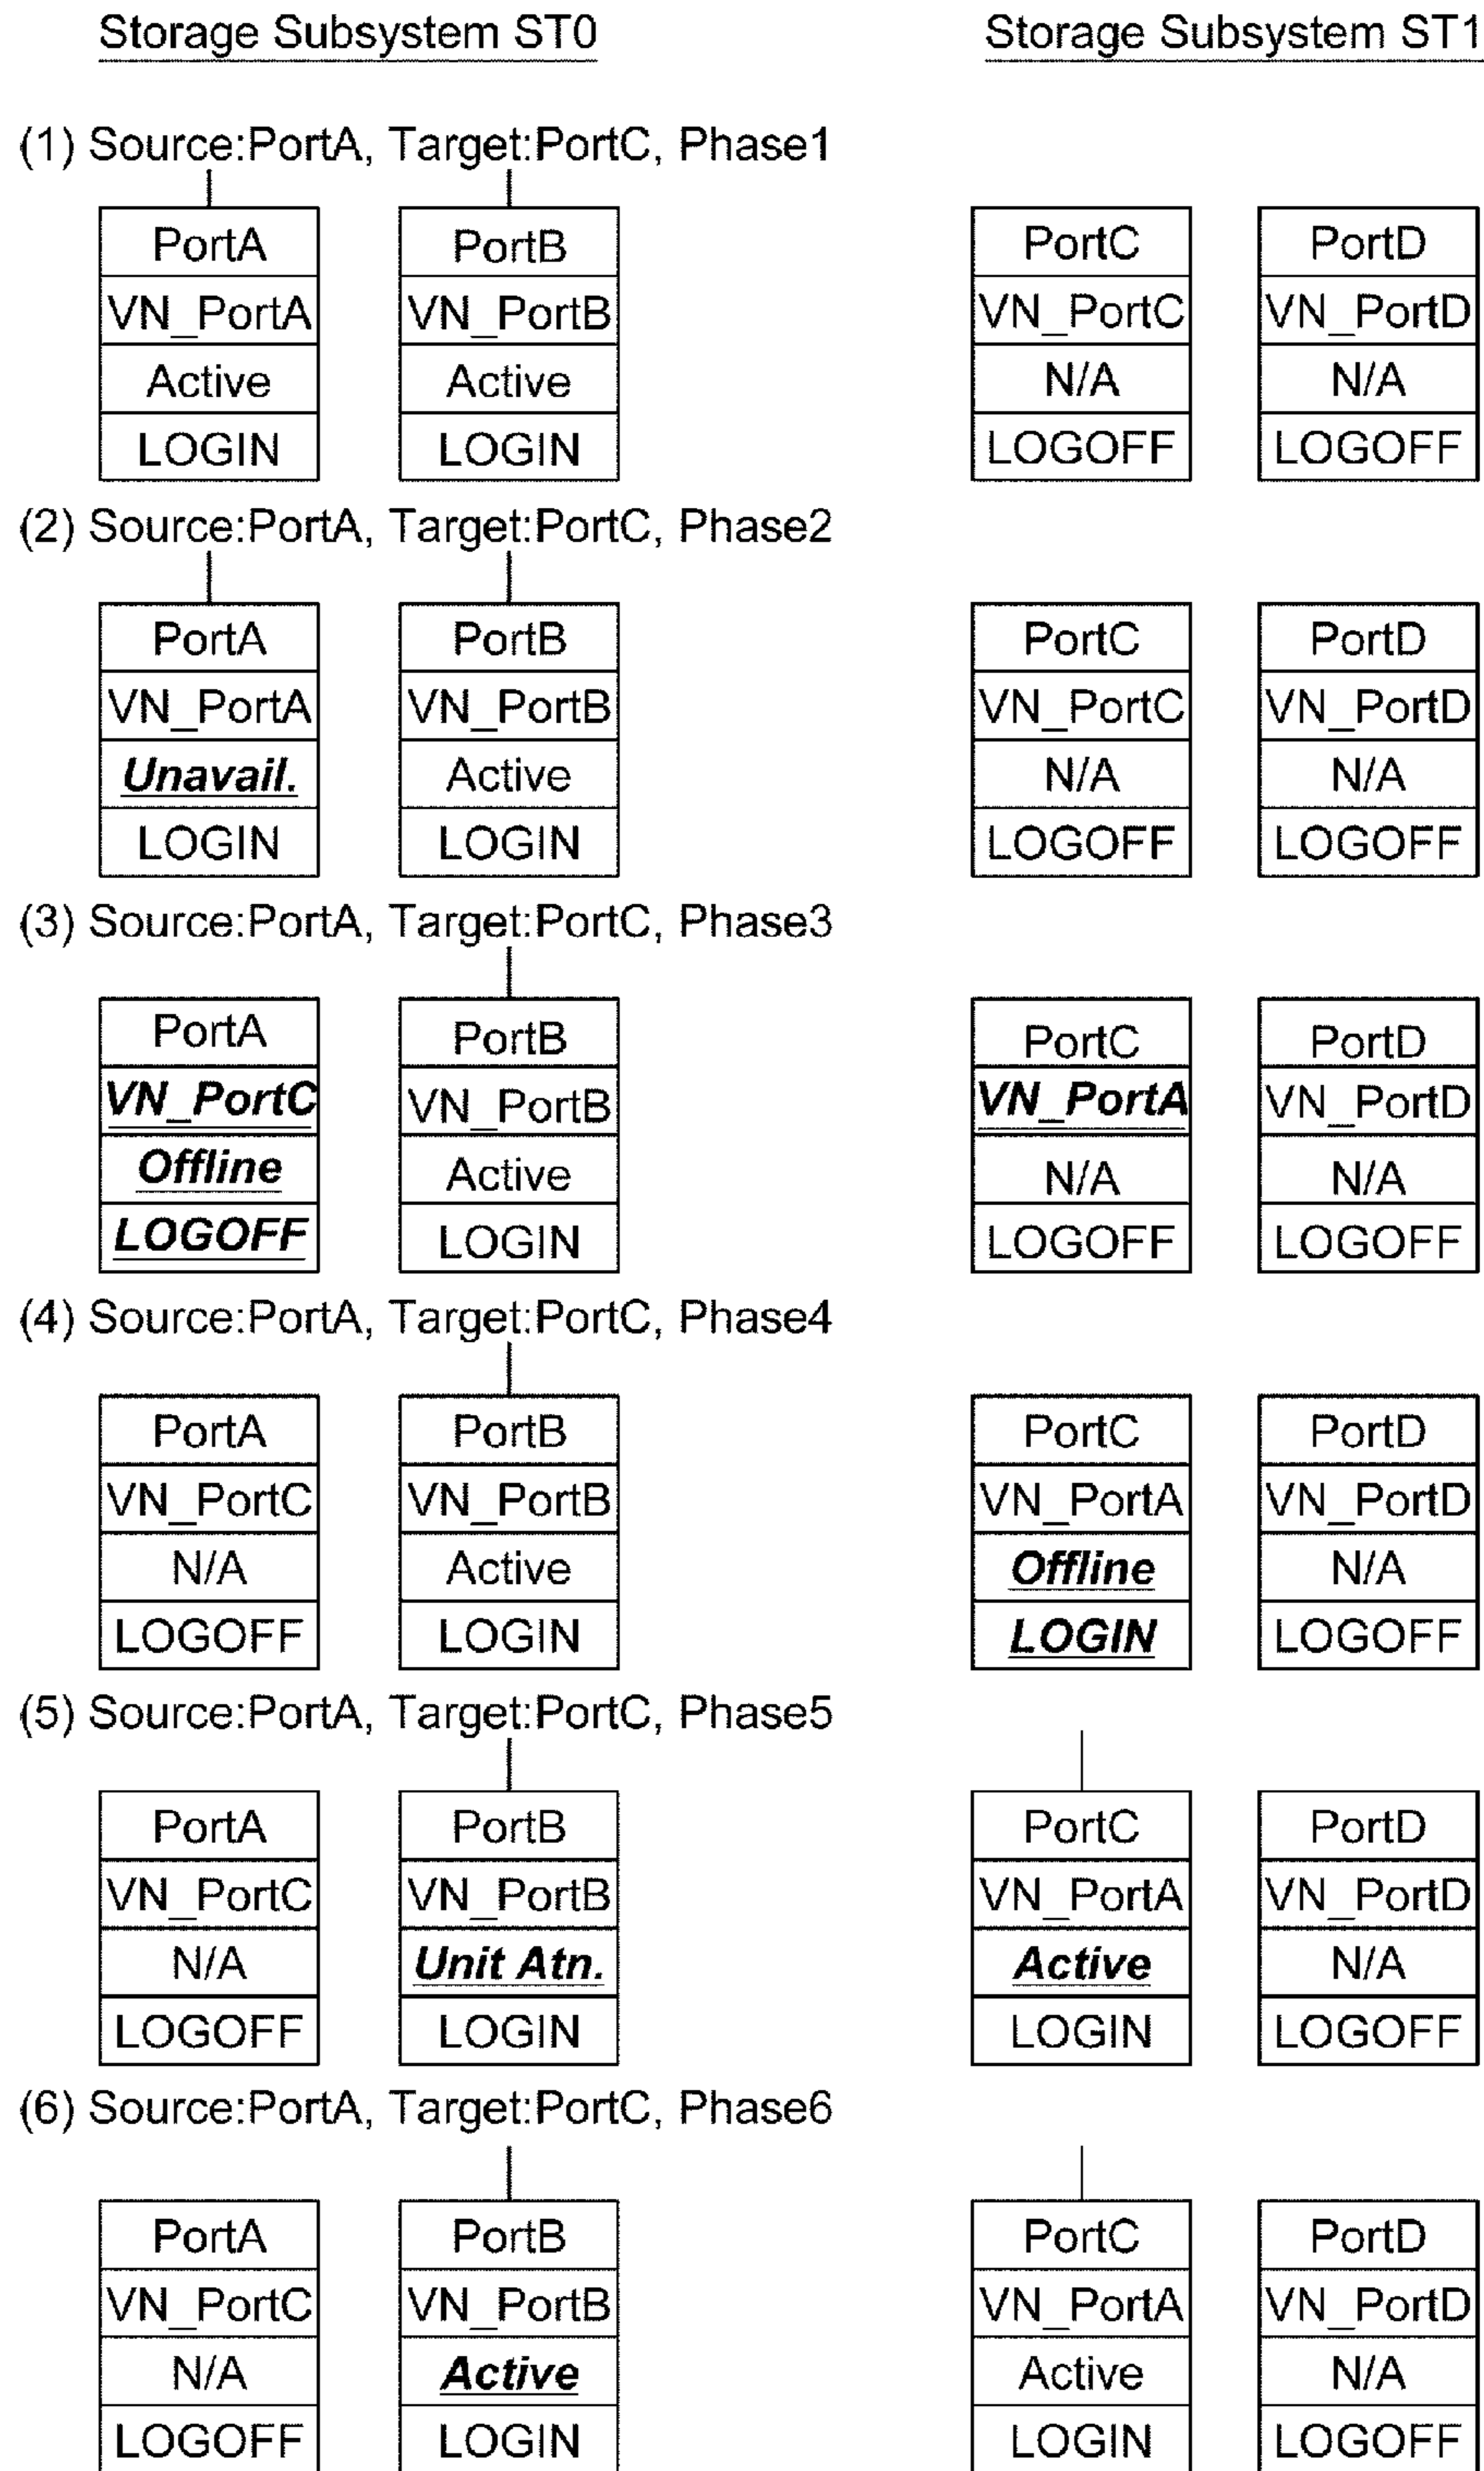 Storage Subsystem ST0 Storage Subsystem ST1
(1) Source:PortA, Target:PortC, Phase1
PortA PortB PortC PortD
VN_PortA VN_PortB VN_PortC VN_PortD
Active Active N/A N/A
LOGIN LOGIN LOGOFF LOGOFF
(2) Source:PortA, Target:PortC, Phase2
PortA PortB PortC PortD
VN_PortA VN_PortB VN_PortC VN_PortD
Unavail. Active N/A N/A
LOGIN LOGIN LOGOFF LOGOFF
(3) Source:PortA, Target:PortC, Phase3
PortA PortB PortC PortD
VN_PortC VN_PortB VN_PortA VN_PortD
Offline Active N/A N/A
LOGOFF LOGIN LOGOFF LOGOFF
(4) Source:PortA, Target:PortC, Phase4
PortA PortB PortC PortD
VN_PortC VN_PortB VN_PortA VN_PortD
N/A Active Offline N/A
LOGOFF LOGIN LOGIN LOGOFF
(5) Source:PortA, Target:PortC, Phase5
PortA PortB PortC PortD
VN_PortC VN_PortB VN_PortA VN_PortD
N/A Unit Atn. Active N/A
LOGOFF LOGIN LOGIN LOGOFF
(6) Source:PortA, Target:PortC, Phase6
PortA PortB PortC PortD
VN_PortC VN_PortB VN_PortA VN_PortD
N/A Active Active N/A
LOGOFF LOGIN LOGIN LOGOFF